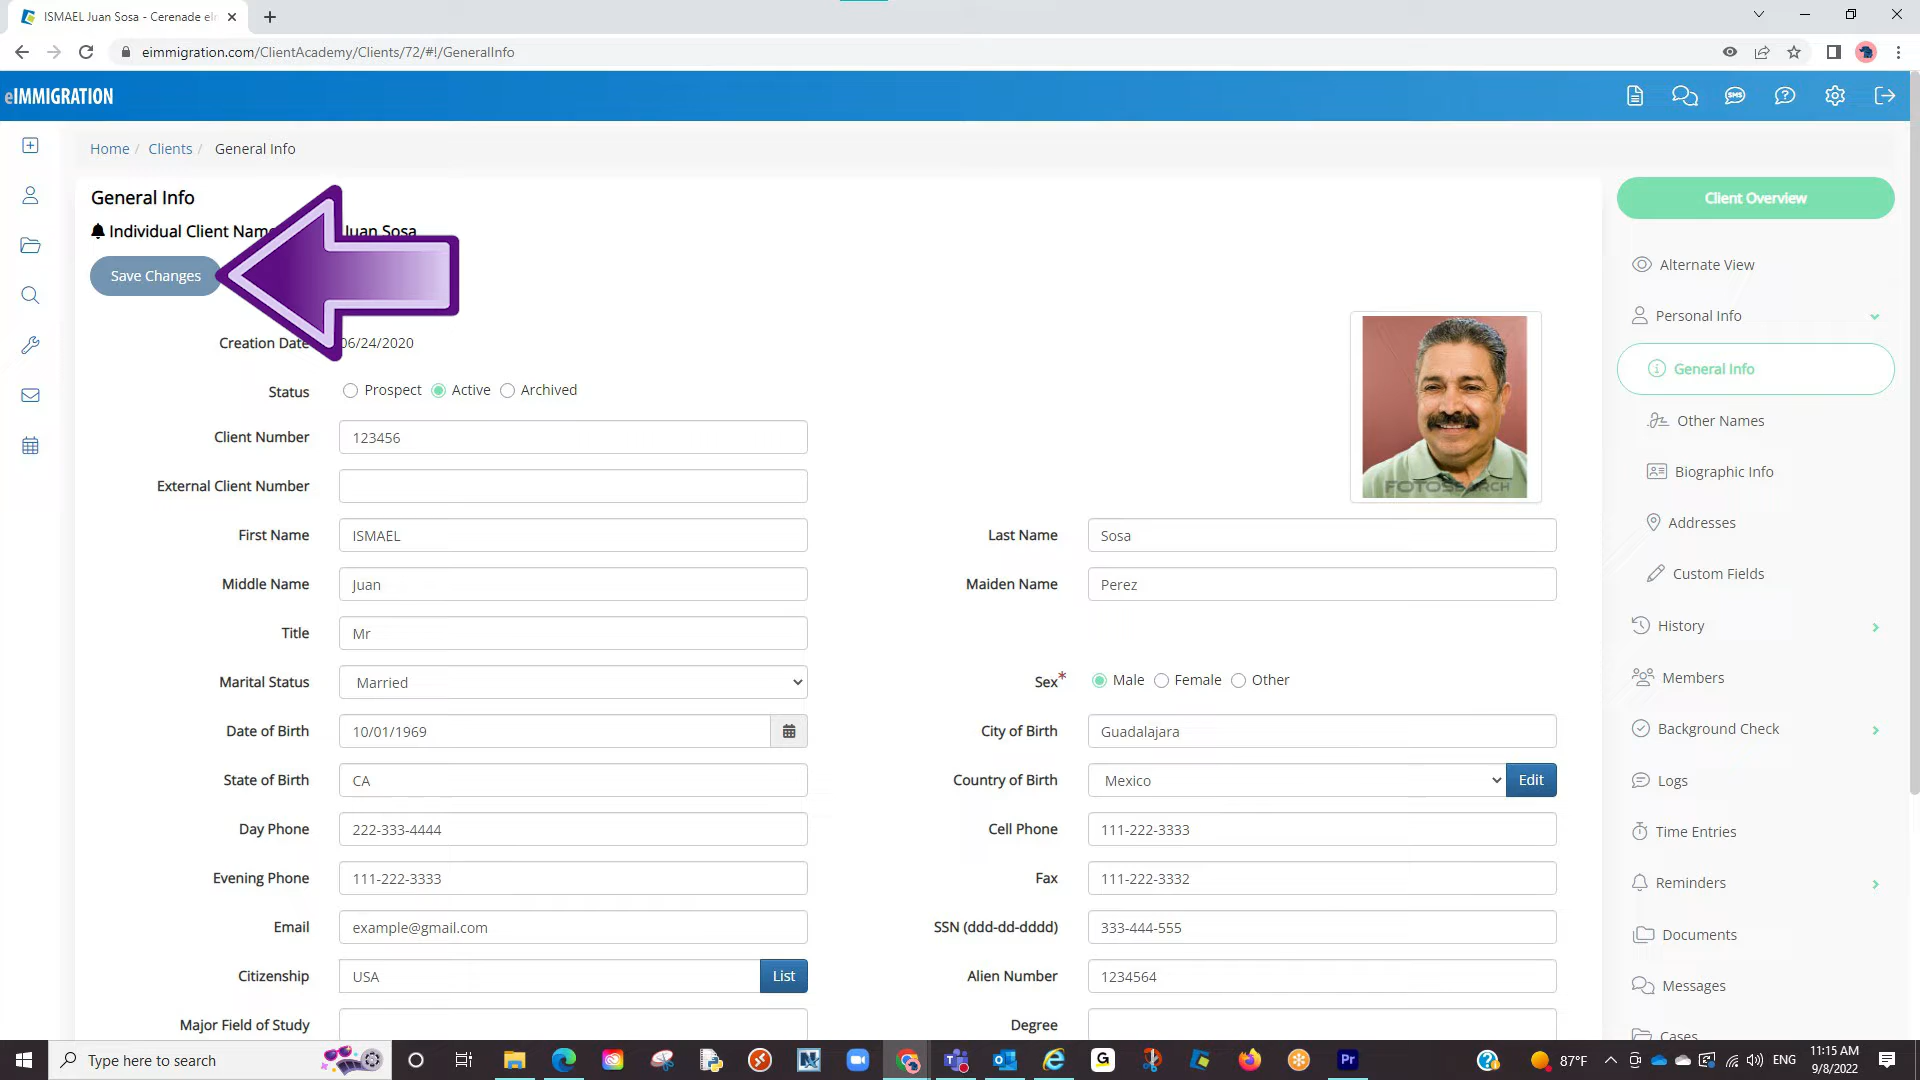 ISMAEL Juan Sosa - Cerenade eIm
eimmigration.com/ClientAcademy/Clients/72/#!/GeneralInfo
eIMMIGRATION
SMS
Home / Clients / General Info
General Info
Individual Client Name Juan Sosa
Save Changes
Creation Date 06/24/2020
Status Prospect Active Archived
Client Number 123456
External Client Number
First Name ISMAEL Last Name Sosa
Middle Name Juan Maiden Name Perez
Title Mr
Marital Status Married Sex* Male Female Other
Date of Birth 10/01/1969 City of Birth Guadalajara
State of Birth CA Country of Birth Mexico Edit
Day Phone 222-333-4444 Cell Phone 111-222-3333
Evening Phone 111-222-3333 Fax 111-222-3332
Email example@gmail.com SSN (ddd-dd-dddd) 333-444-555
Citizenship USA List Alien Number 1234564
Major Field of Study Degree
FOTOSEARCH
Client Overview
Alternate View
Personal Info
General Info
Other Names
Biographic Info
Addresses
Custom Fields
History
Members
Background Check
Logs
Time Entries
Reminders
Documents
Messages
Cases
Type here to search
G
Pr
87°F
ENG
11:15 AM
9/8/2022